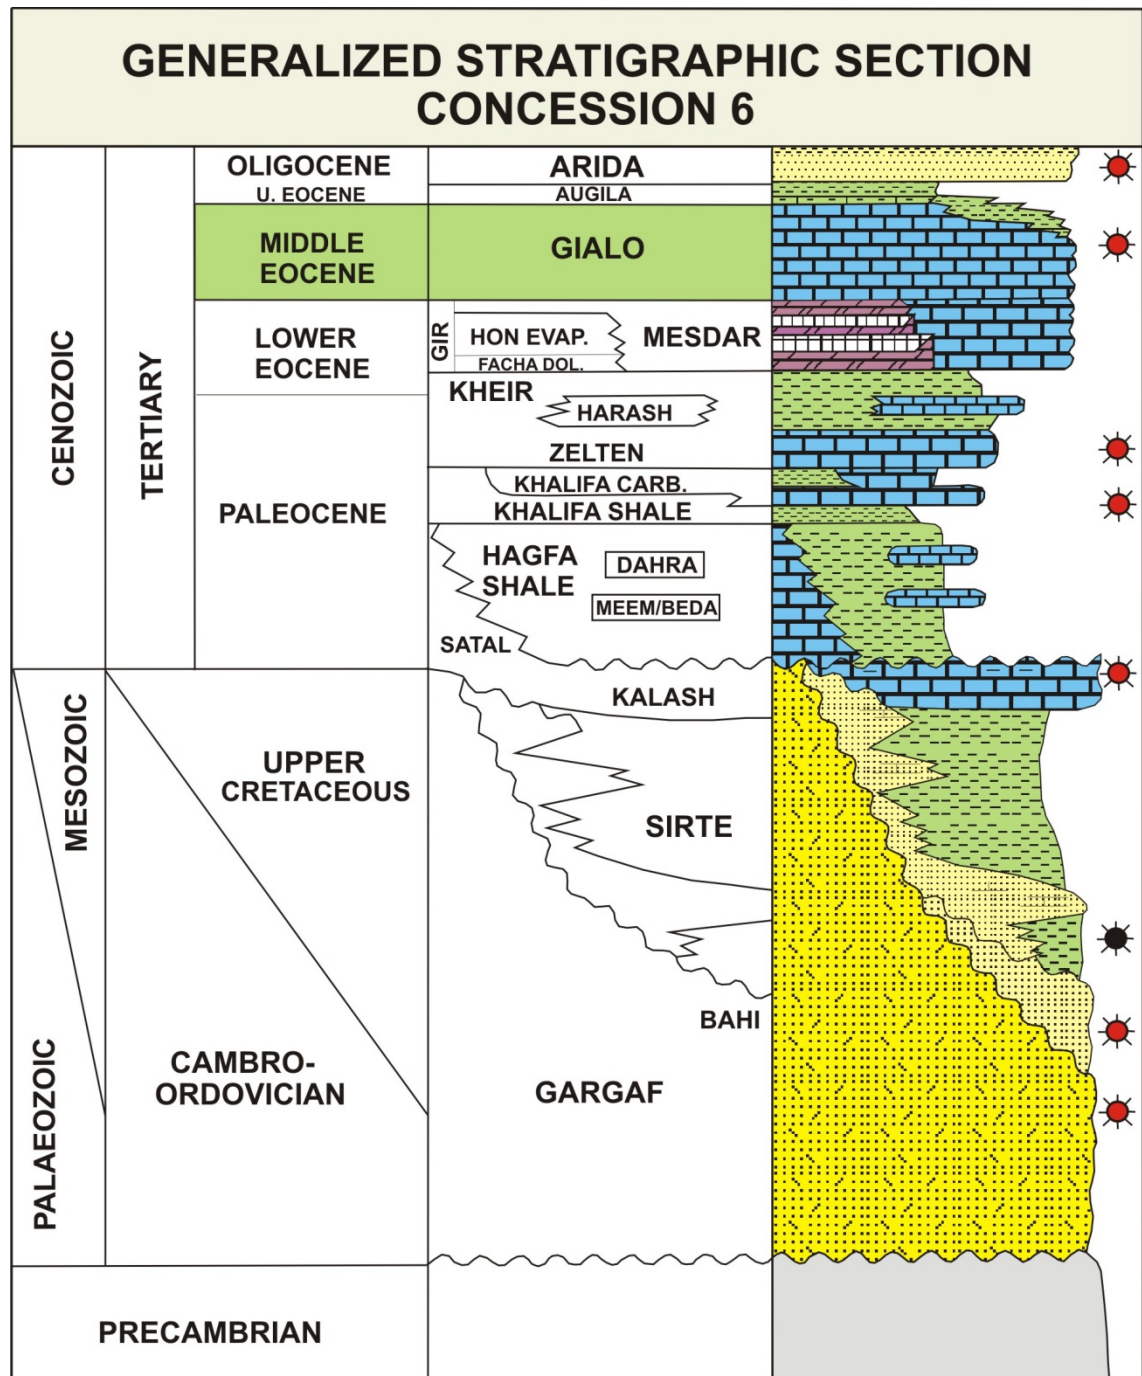 GENERALIZED STRATIGRAPHIC SECTION
CONCESSION 6
CENOZOIC
TERTIARY
OLIGOCENE
U. EOCENE
MIDDLE
EOCENE
LOWER
EOCENE
PALEOCENE
ARIDA
AUGILA
GIALO
GIR
HON EVAP.
FACHA DOL.
MESDAR
KHEIR
HARASH
ZELTEN
KHALIFA CARB.
KHALIFA SHALE
HAGFA
SHALE
DAHRA
MEEM/BEDA
SATAL
MESOZOIC
UPPER
CRETACEOUS
KALASH
SIRTE
BAHI
PALAEOZOIC
CAMBRO-
ORDOVICIAN
GARGAF
PRECAMBRIAN